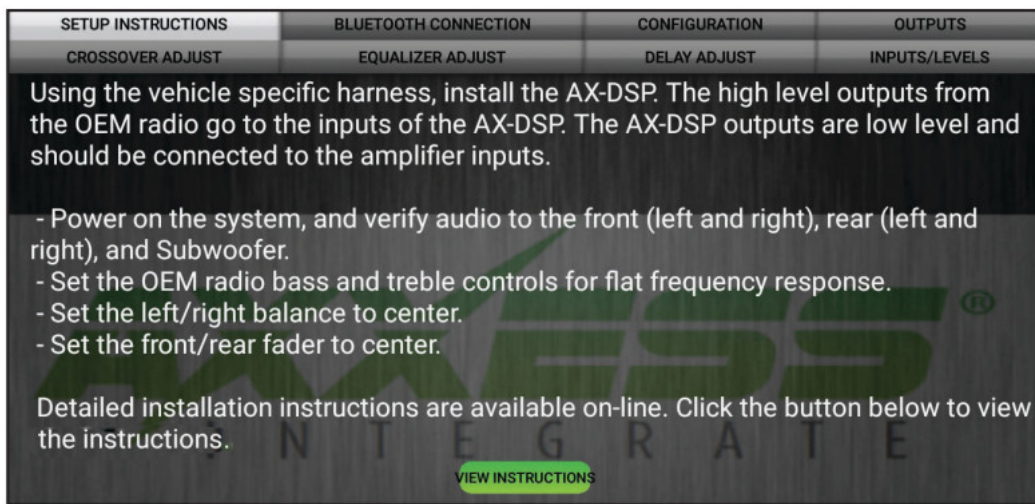 SETUP INSTRUCTIONS BLUETOOTH CONNECTION CONFIGURATION OUTPUTS
CROSSOVER ADJUST EQUALIZER ADJUST DELAY ADJUST INPUTS/LEVELS
Using the vehicle specific harness, install the AX-DSP. The high level outputs from
the OEM radio go to the inputs of the AX-DSP. The AX-DSP outputs are low level and
should be connected to the amplifier inputs.
- Power on the system, and verify audio to the front (left and right), rear (left and
right), and Subwoofer.
- Set the OEM radio bass and treble controls for flat frequency response.
- Set the left/right balance to center.
- Set the front/rear fader to center.
AXXESS®
Detailed installation instructions are available on-line. Click the button below to view
the instructions.
INTEGRATE
VIEW INSTRUCTIONS